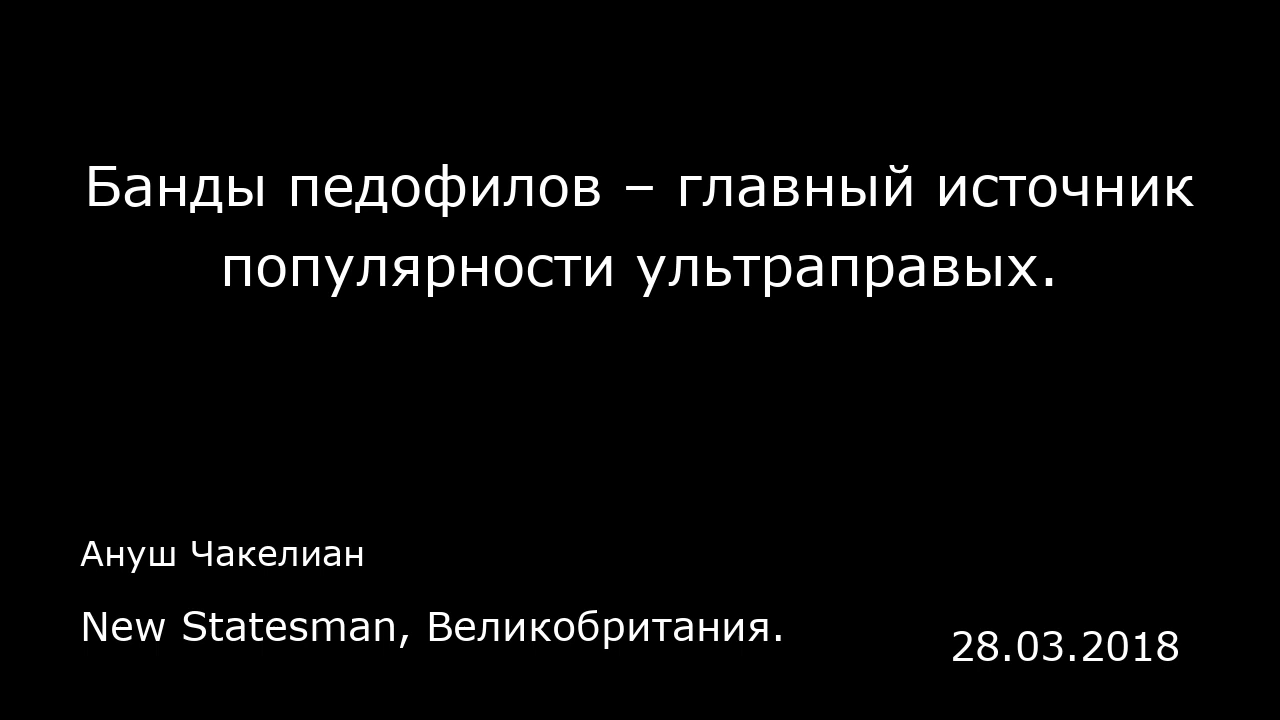 Банды педофилов – главный источник
популярности ультраправых.
Ануш Чакелиан
New Statesman, Великобритания.
28.03.2018